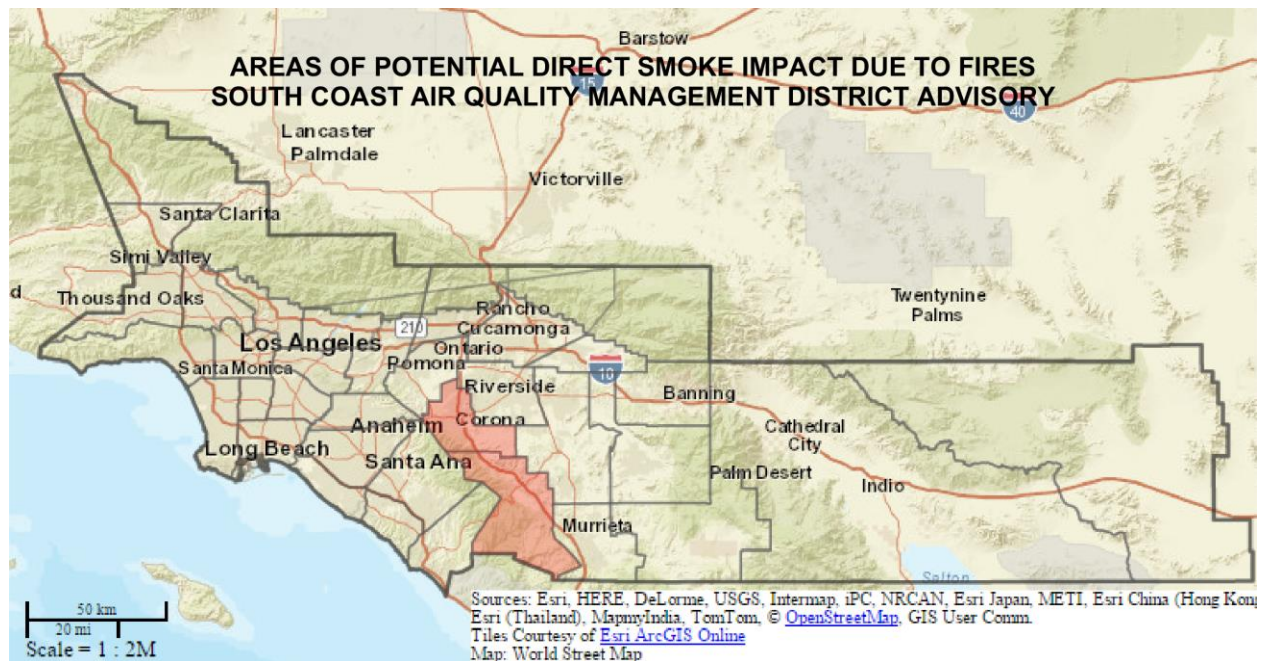 Barstow
AREAS OF POTENTIAL DIRECT SMOKE IMPACT DUE TO FIRES
SOUTH COAST AIR QUALITY MANAGEMENT DISTRICT ADVISORY
15
40
Lancaster
Palmdale
Victorville
Santa Clarita
Simi Valley
d
Thousand Oaks
Twentynine
Palms
Rancho
Cucamonga
210
Los Angeles
Ontario
Pomona
Santa Monica
10
Riverside
Banning
Anaheim
Corona
Cathedral
City
Long Beach
Santa Ana
Palm Desert
Indio
Murrieta
Salton
50 km
20 mi
Scale = 1 : 2M
Sources: Esri, HERE, DeLorme, USGS, Intermap, iPC, NRCAN, Esri Japan, METI, Esri China (Hong Kong
Esri (Thailand), MapmyIndia, TomTom, © OpenStreetMap, GIS User Comm.
Tiles Courtesy of Esri ArcGIS Online
Map: World Street Map